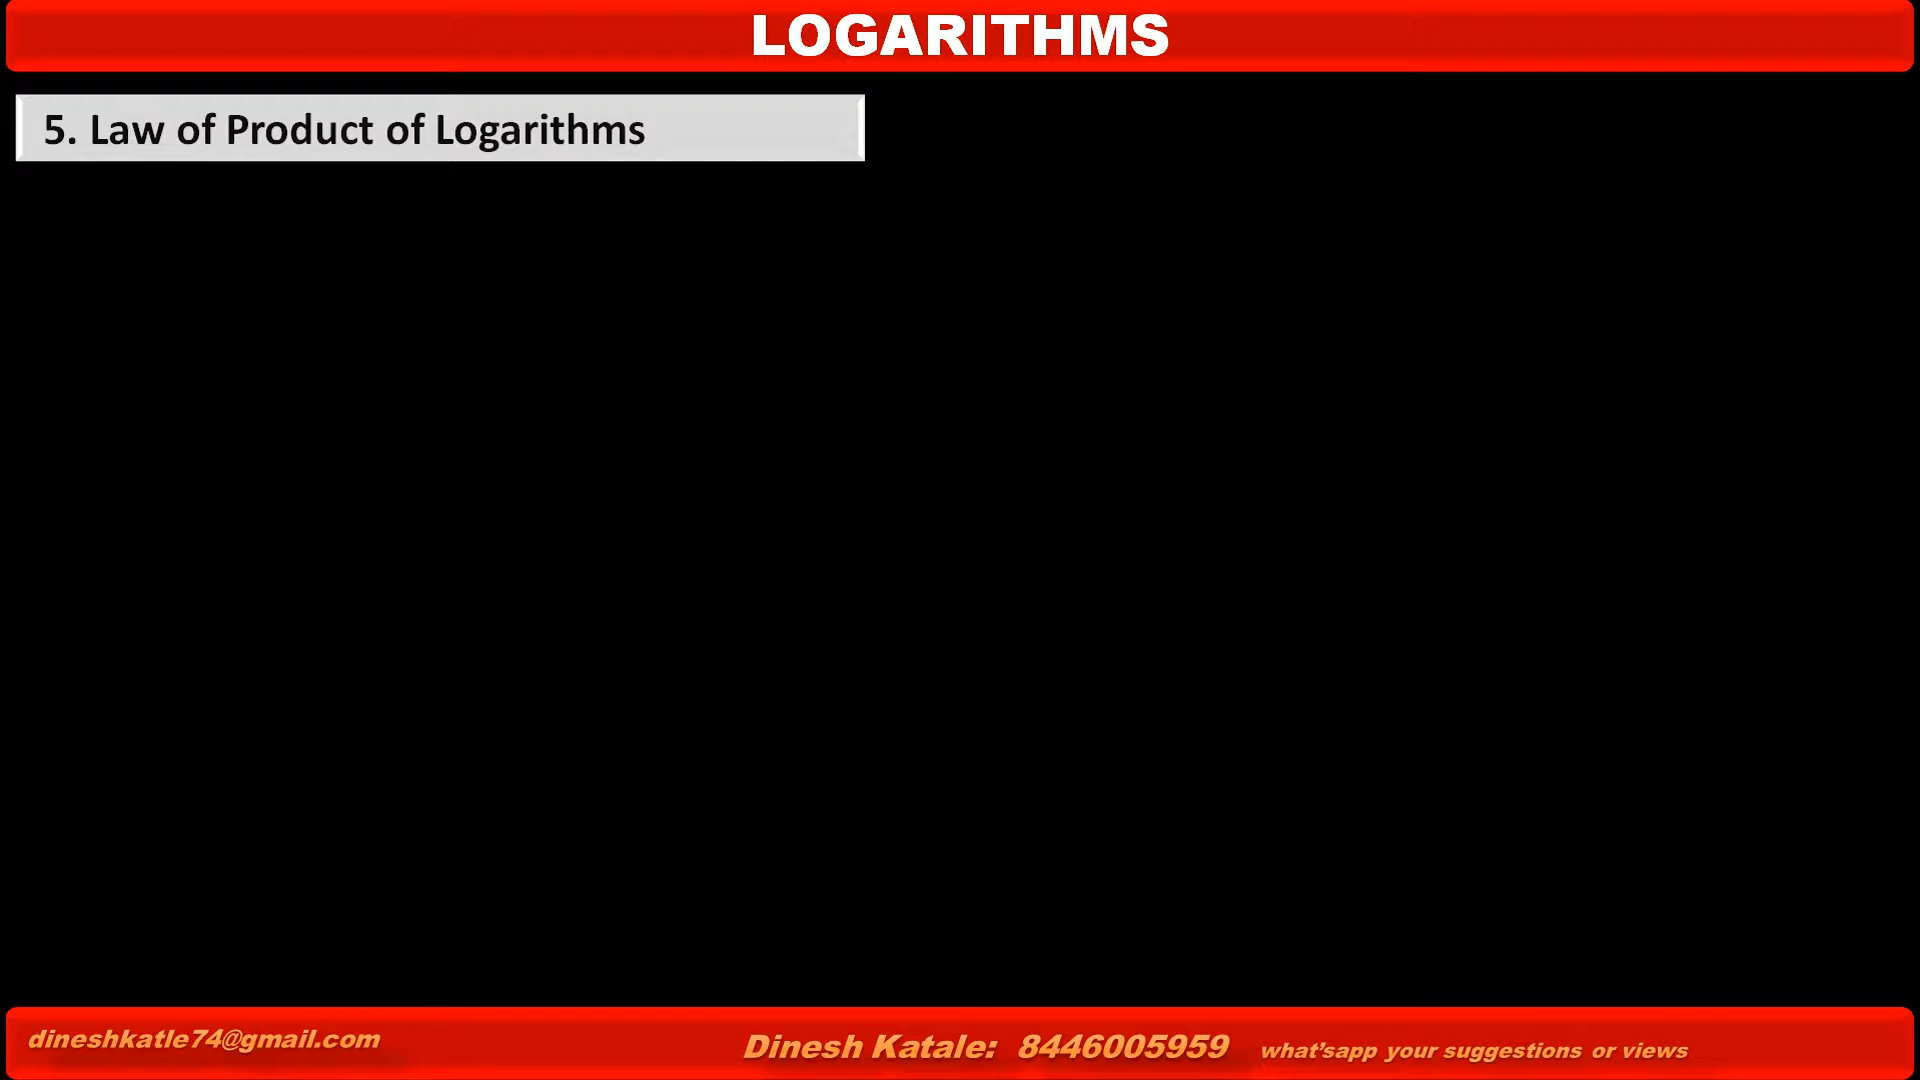 LOGARITHMS
5. Law of Product of Logarithms
dineshkatle74@gmail.com
Dinesh Katale: 8446005959 what'sapp your suggestions or views